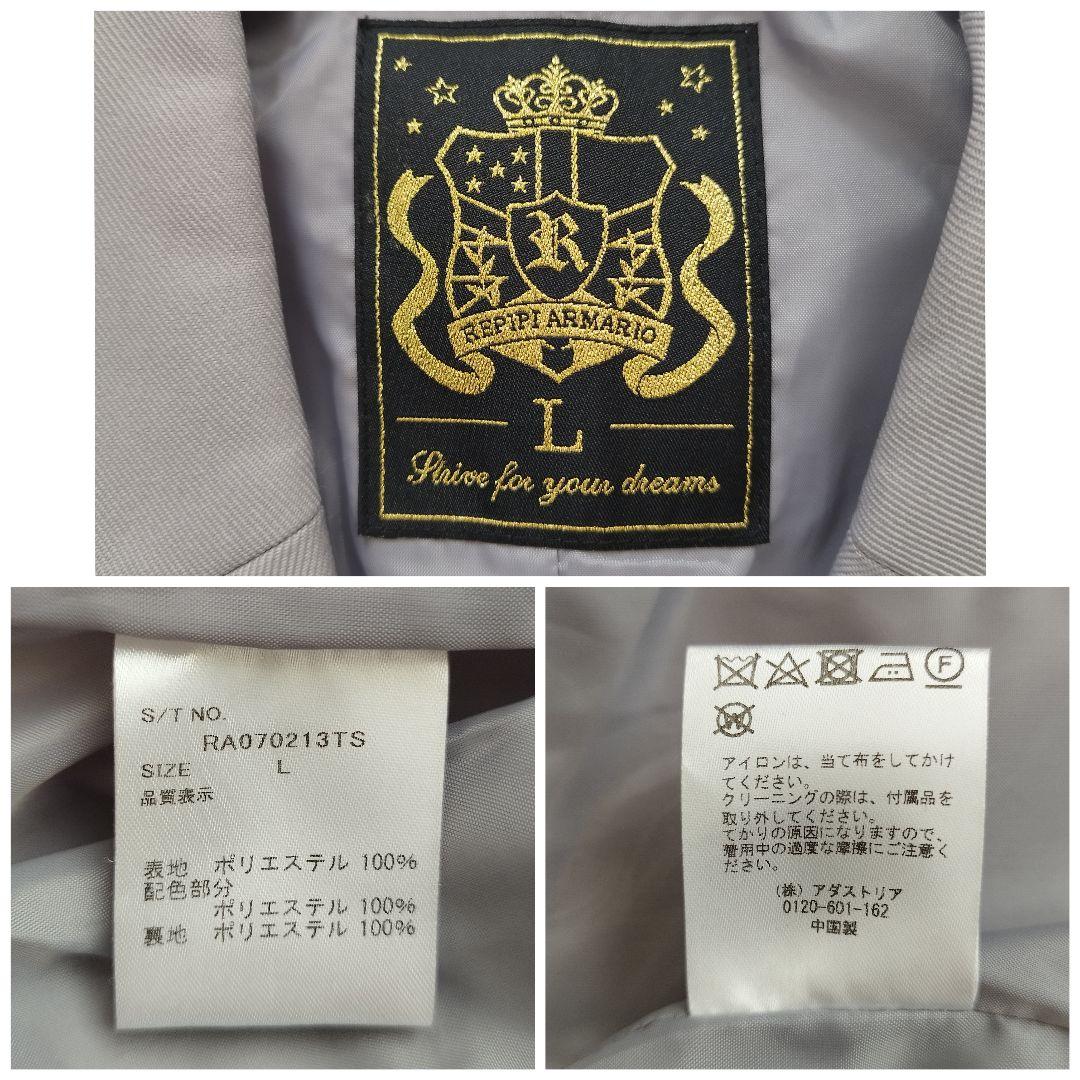 R
REPIPI ARMARIO
L
Strive for your dreams
S/T NO.
RA070213TS
SIZE L
品質表示
表地 ポリエステル 100%
配色部分
ポリエステル 100%
裏地 ポリエステル 100%
W
F
アイロンは、当て布をしてかけ
てください。
クリーニングの際は、付属品を
取り外してください。
てかりの原因になりますので、
着用中の過度な摩擦にご注意く
ださい。
(株) アダストリア
0120-601-162
中国製